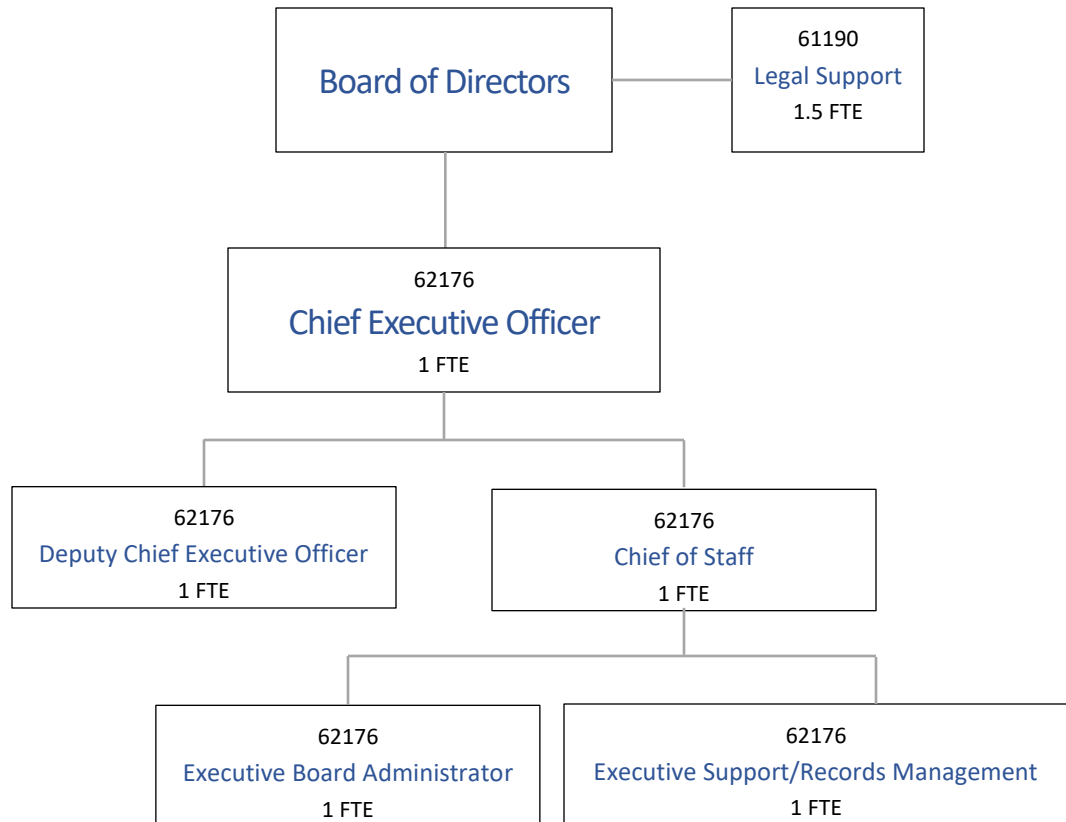 Board of Directors
61190
Legal Support
1.5 FTE
62176
Chief Executive Officer
1 FTE
62176
Deputy Chief Executive Officer
1 FTE
62176
Chief of Staff
1 FTE
62176
Executive Board Administrator
1 FTE
62176
Executive Support/Records Management
1 FTE